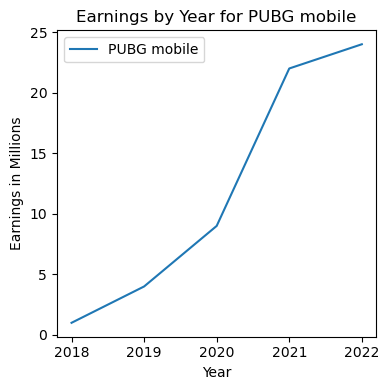 Earnings by Year for PUBG mobile
PUBG mobile
Earnings in Millions
25
20
15
10
5
0
2018 2019 2020 2021 2022
Year